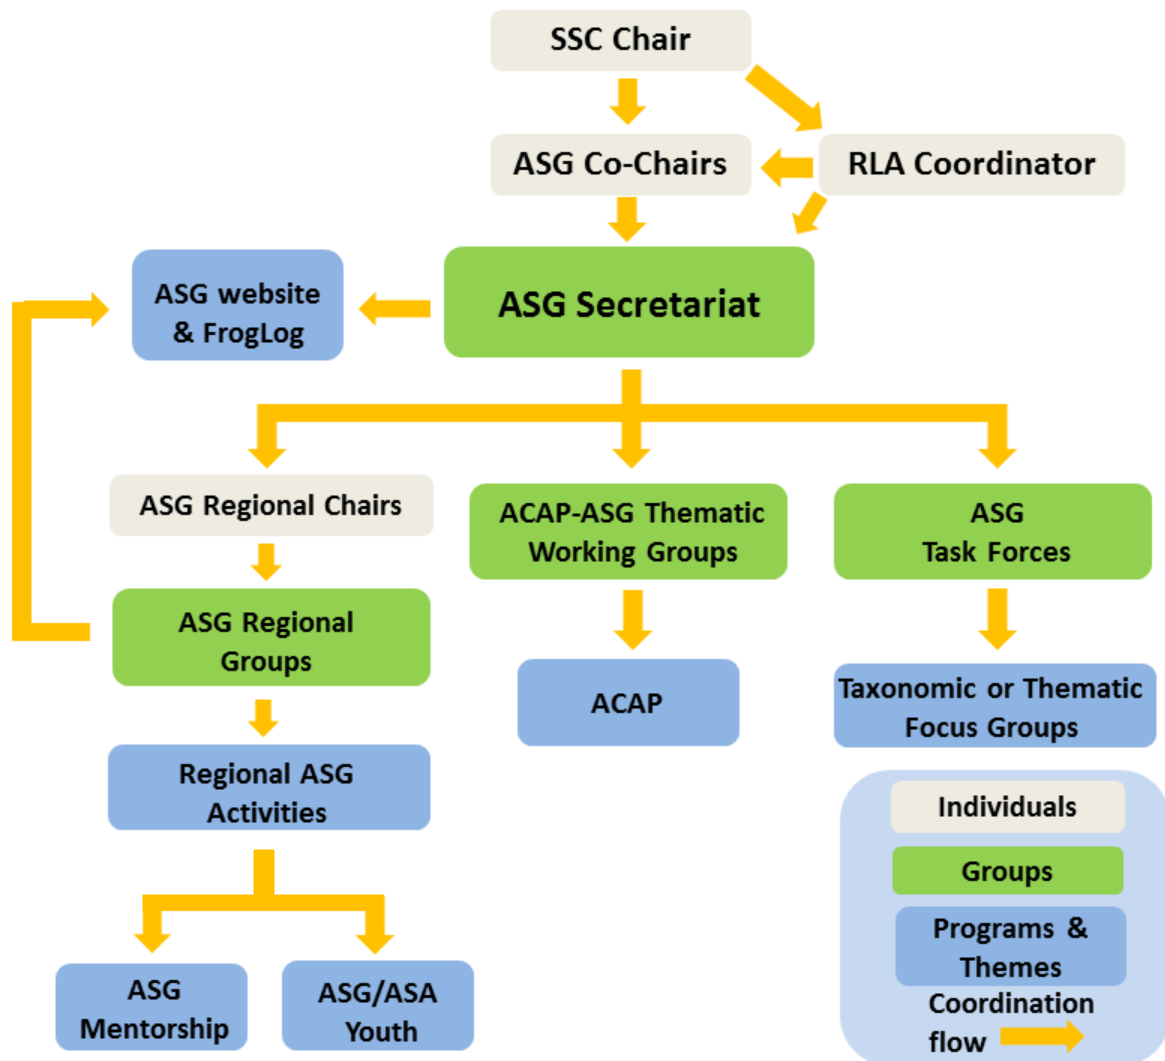 SSC Chair
ASG Co-Chairs
RLA Coordinator
ASG website
& FrogLog
ASG Secretariat
ASG Regional Chairs
ACAP-ASG Thematic
Working Groups
ASG
Task Forces
ASG Regional
Groups
ACAP
Taxonomic or Thematic
Focus Groups
Regional ASG
Activities
ASG
Mentorship
ASG/ASA
Youth
Individuals
Groups
Programs &
Themes
Coordination
flow